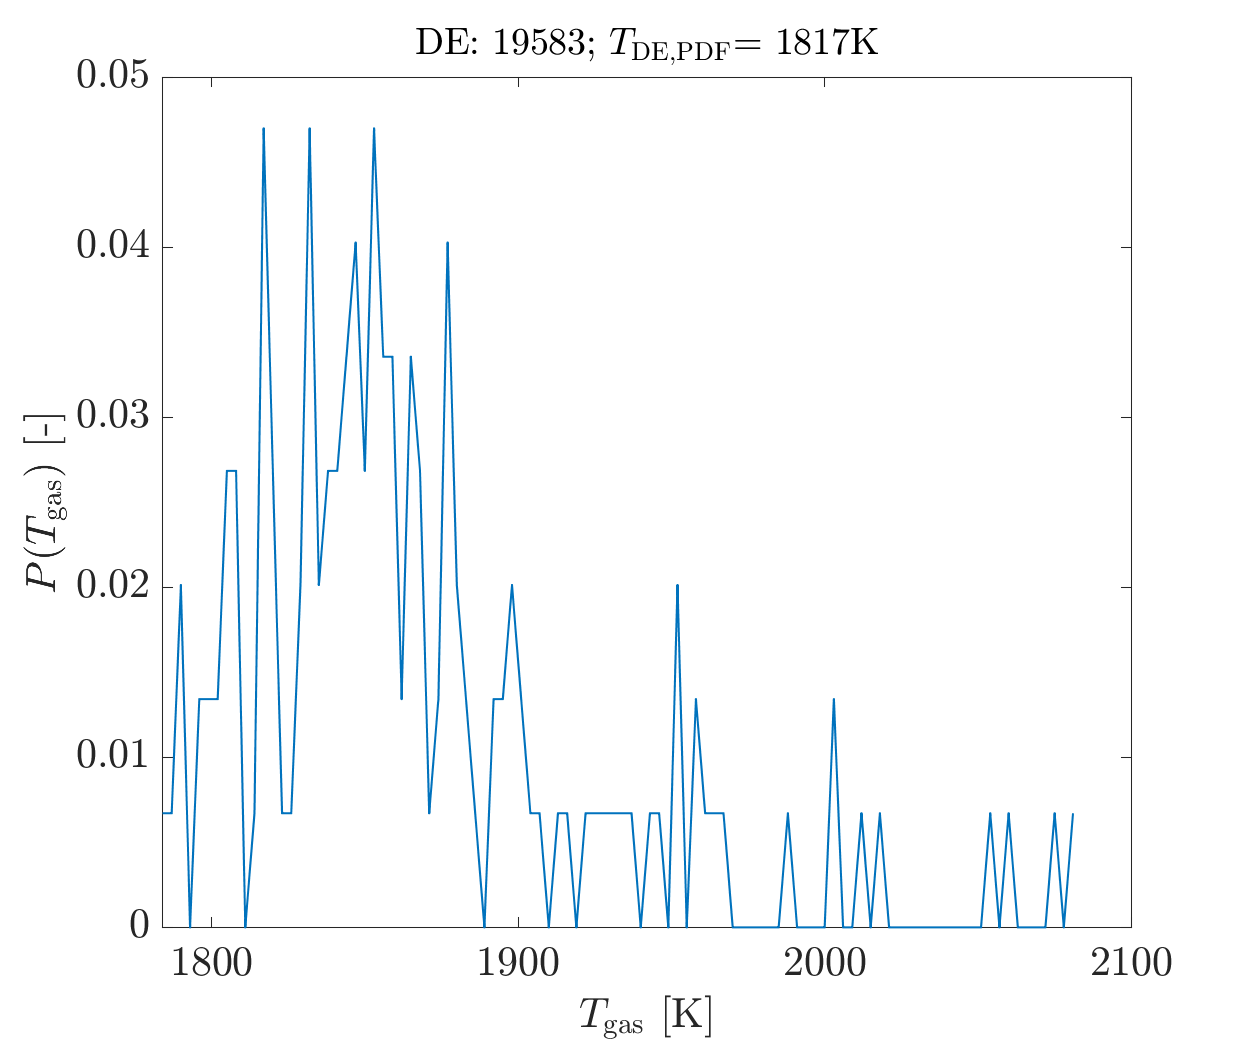 DE: 19583; T_DE,PDF= 1817K
0.05
0.04
0.03
0.02
0.01
0
P(T_gas) [-]
1800 1900 2000 2100
T_gas [K]